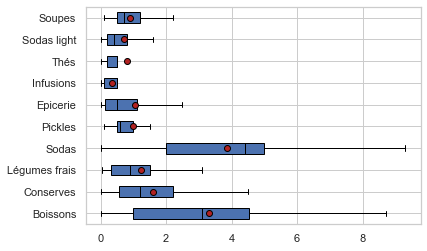 Soupes
Sodas light
Thés
Infusions
Epicerie
Pickles
Sodas
Légumes frais
Conserves
Boissons
0 2 4 6 8